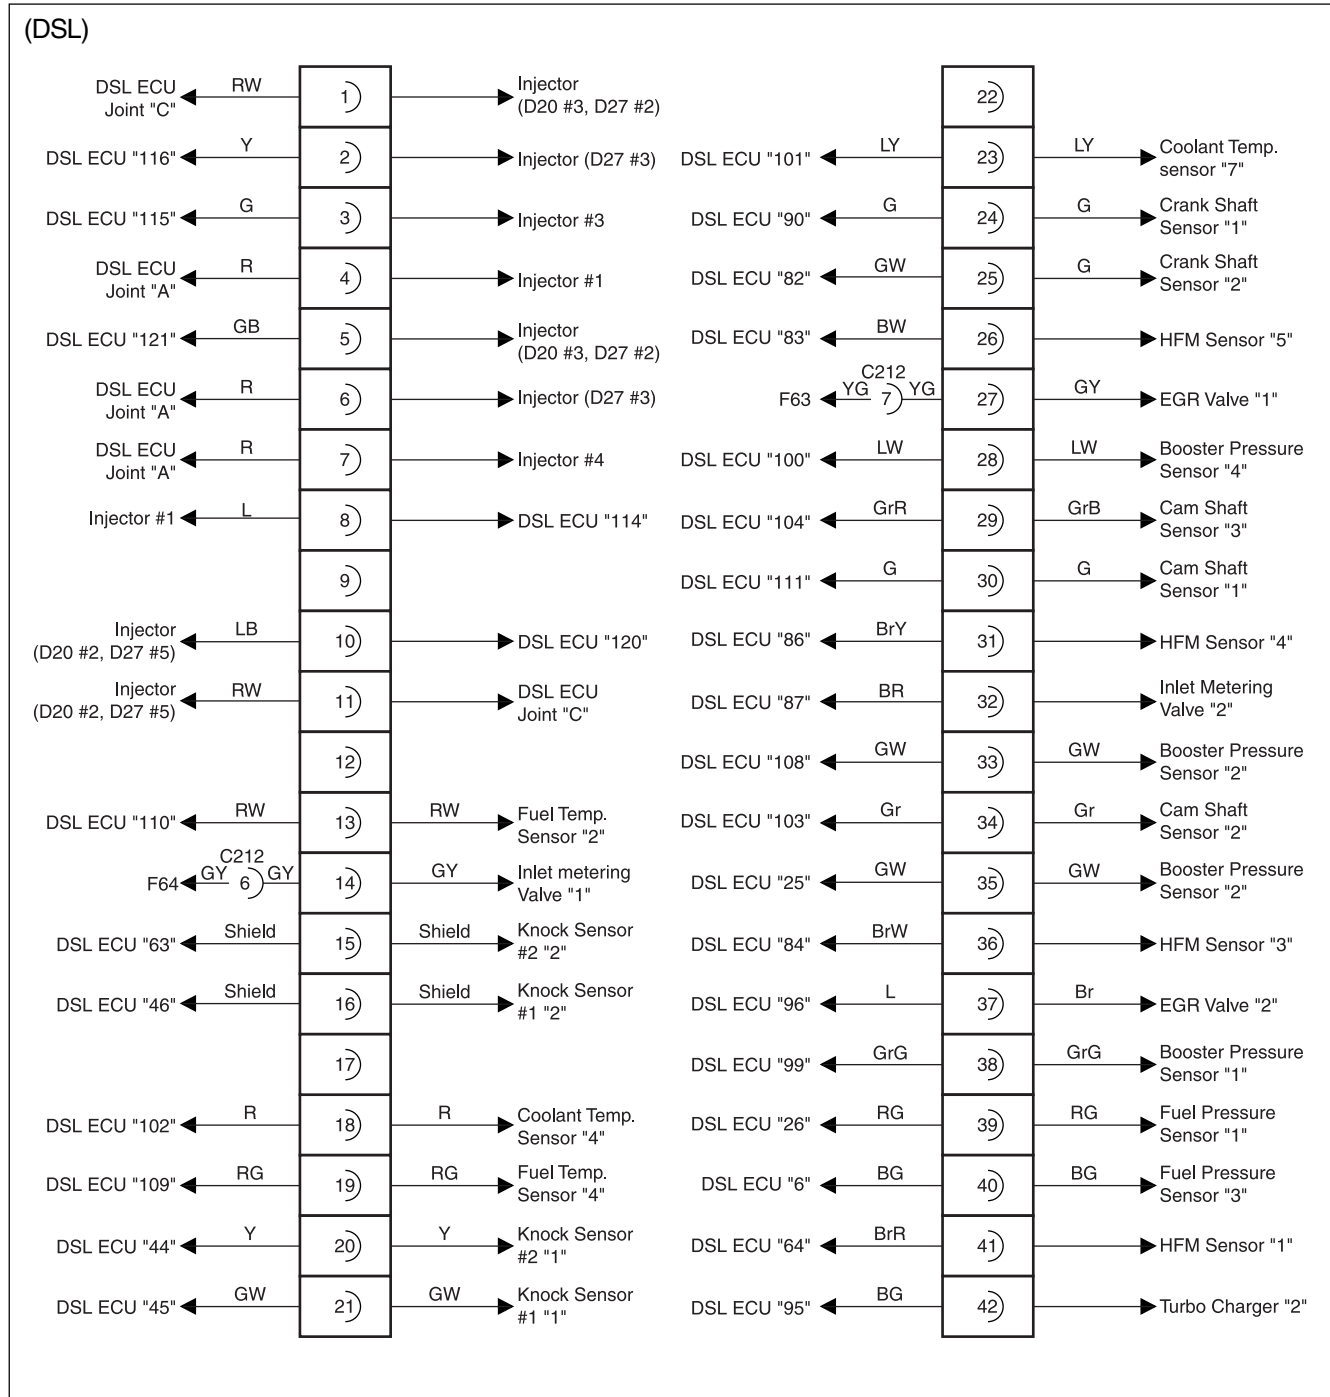 (DSL)
DSL ECU Joint "C" RW 1 Injector (D20 #3, D27 #2)
DSL ECU "116" Y 2 Injector (D27 #3)
DSL ECU "115" G 3 Injector #3
DSL ECU Joint "A" R 4 Injector #1
DSL ECU "121" GB 5 Injector (D20 #3, D27 #2)
DSL ECU Joint "A" R 6 Injector (D27 #3)
DSL ECU Joint "A" R 7 Injector #4
Injector #1 L 8 DSL ECU "114"
9
Injector (D20 #2, D27 #5) LB 10 DSL ECU "120"
Injector (D20 #2, D27 #5) RW 11 DSL ECU Joint "C"
12
DSL ECU "110" RW 13 RW Fuel Temp. Sensor "2"
F64 GY C212 6 GY 14 GY Inlet metering Valve "1"
DSL ECU "63" Shield 15 Shield Knock Sensor #2 "2"
DSL ECU "46" Shield 16 Shield Knock Sensor #1 "2"
17
DSL ECU "102" R 18 R Coolant Temp. Sensor "4"
DSL ECU "109" RG 19 RG Fuel Temp. Sensor "4"
DSL ECU "44" Y 20 Y Knock Sensor #2 "1"
DSL ECU "45" GW 21 GW Knock Sensor #1 "1"
22
DSL ECU "101" LY 23 LY Coolant Temp. sensor "7"
DSL ECU "90" G 24 G Crank Shaft Sensor "1"
DSL ECU "82" GW 25 G Crank Shaft Sensor "2"
DSL ECU "83" BW 26 HFM Sensor "5"
F63 YG C212 7 YG 27 GY EGR Valve "1"
DSL ECU "100" LW 28 LW Booster Pressure Sensor "4"
DSL ECU "104" GrR 29 GrB Cam Shaft Sensor "3"
DSL ECU "111" G 30 G Cam Shaft Sensor "1"
DSL ECU "86" BrY 31 HFM Sensor "4"
DSL ECU "87" BR 32 Inlet Metering Valve "2"
DSL ECU "108" GW 33 GW Booster Pressure Sensor "2"
DSL ECU "103" Gr 34 Gr Cam Shaft Sensor "2"
DSL ECU "25" GW 35 GW Booster Pressure Sensor "2"
DSL ECU "84" BrW 36 HFM Sensor "3"
DSL ECU "96" L 37 Br EGR Valve "2"
DSL ECU "99" GrG 38 GrG Booster Pressure Sensor "1"
DSL ECU "26" RG 39 RG Fuel Pressure Sensor "1"
DSL ECU "6" BG 40 BG Fuel Pressure Sensor "3"
DSL ECU "64" BrR 41 HFM Sensor "1"
DSL ECU "95" BG 42 Turbo Charger "2"